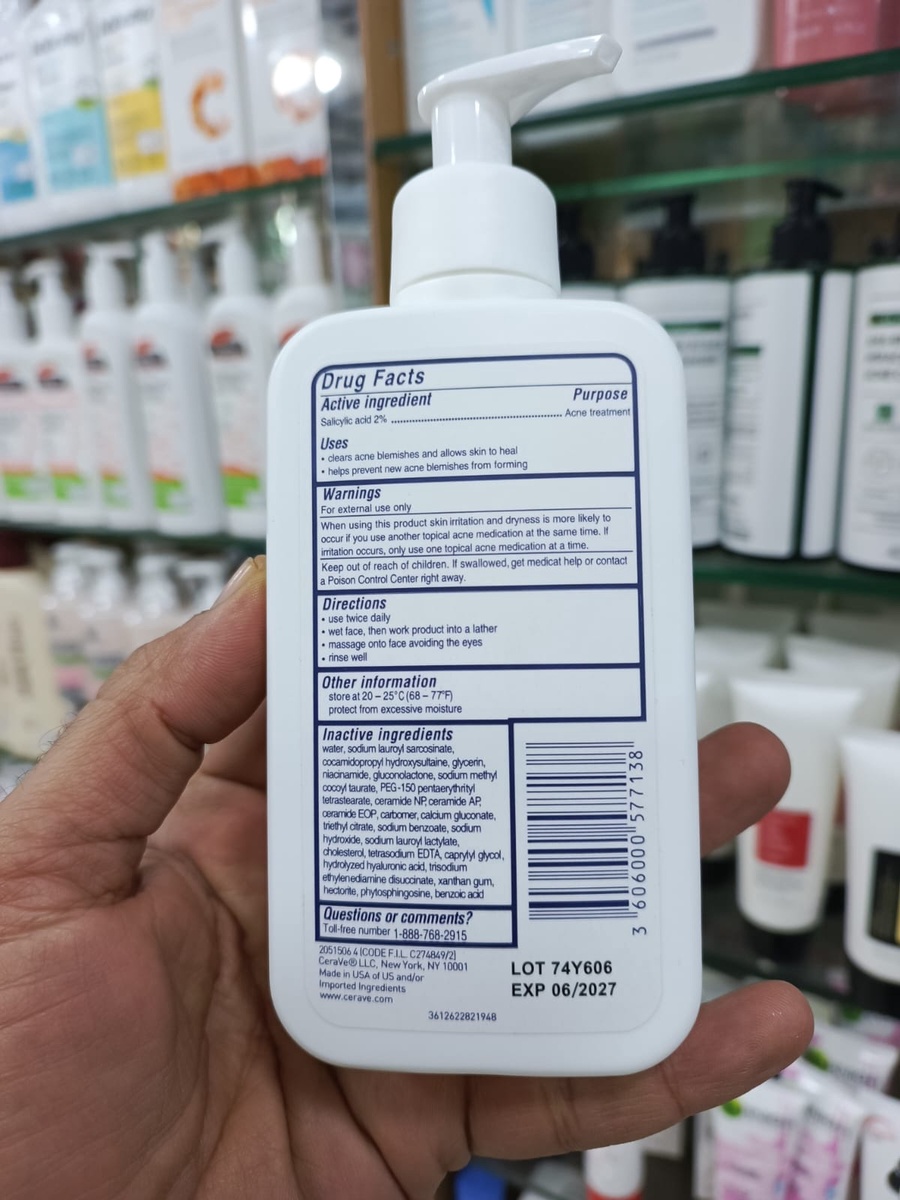 Drug Facts
Active ingredient Purpose
Salicylic acid 2% ........................................................ Acne treatment
Uses
• clears acne blemishes and allows skin to heal
• helps prevent new acne blemishes from forming
Warnings
For external use only
When using this product skin irritation and dryness is more likely to
occur if you use another topical acne medication at the same time. If
irritation occurs, only use one topical acne medication at a time.
Keep out of reach of children. If swallowed, get medicat help or contact
a Poison Control Center right away.
Directions
• use twice daily
• wet face, then work product into a lather
• massage onto face avoiding the eyes
• rinse well
Other information
store at 20 – 25°C (68 – 77°F)
protect from excessive moisture
Inactive ingredients
water, sodium lauroyl sarcosinate,
cocamidopropyl hydroxysultaine, glycerin,
niacinamide, gluconolactone, sodium methyl
cocoyl taurate, PEG-150 pentaerythrityl
tetrastearate, ceramide NP, ceramide AP,
ceramide EOP, carbomer, calcium gluconate,
triethyl citrate, sodium benzoate, sodium
hydroxide, sodium lauroyl lactylate,
cholesterol, tetrasodium EDTA, caprylyl glycol,
hydrolyzed hyaluronic acid, trisodium
ethylenediamine disuccinate, xanthan gum,
hectorite, phytosphingosine, benzoic acid
3 606000 577138
Questions or comments?
Toll-free number 1-888-768-2915
2051506 4 [CODE F.I.L. C274849/2]
CeraVe® LLC, New York, NY 10001
Made in USA of US and/or
Imported Ingredients
www.cerave.com
LOT 74Y606
EXP 06/2027
3612622821948